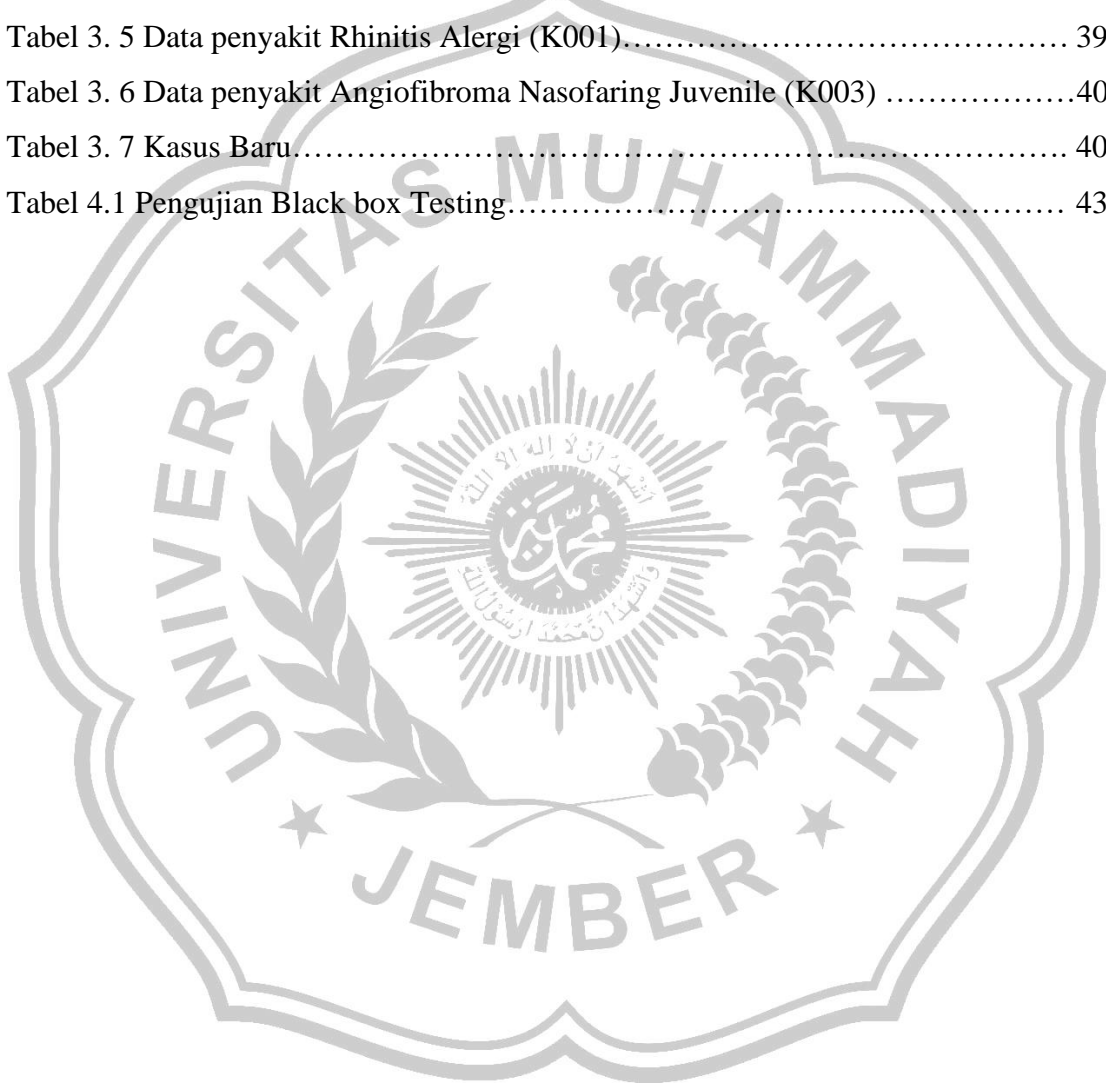 Tabel 3. 5 Data penyakit Rhinitis Alergi (K001)…………………………………… 39
Tabel 3. 6 Data penyakit Angiofibroma Nasofaring Juvenile (K003) ………………40
Tabel 3. 7 Kasus Baru……………………………………………………………… 40
Tabel 4.1 Pengujian Black box Testing………………………………..…………… 43
UNIVERSITAS MUHAMMADIYAH
JEMBER